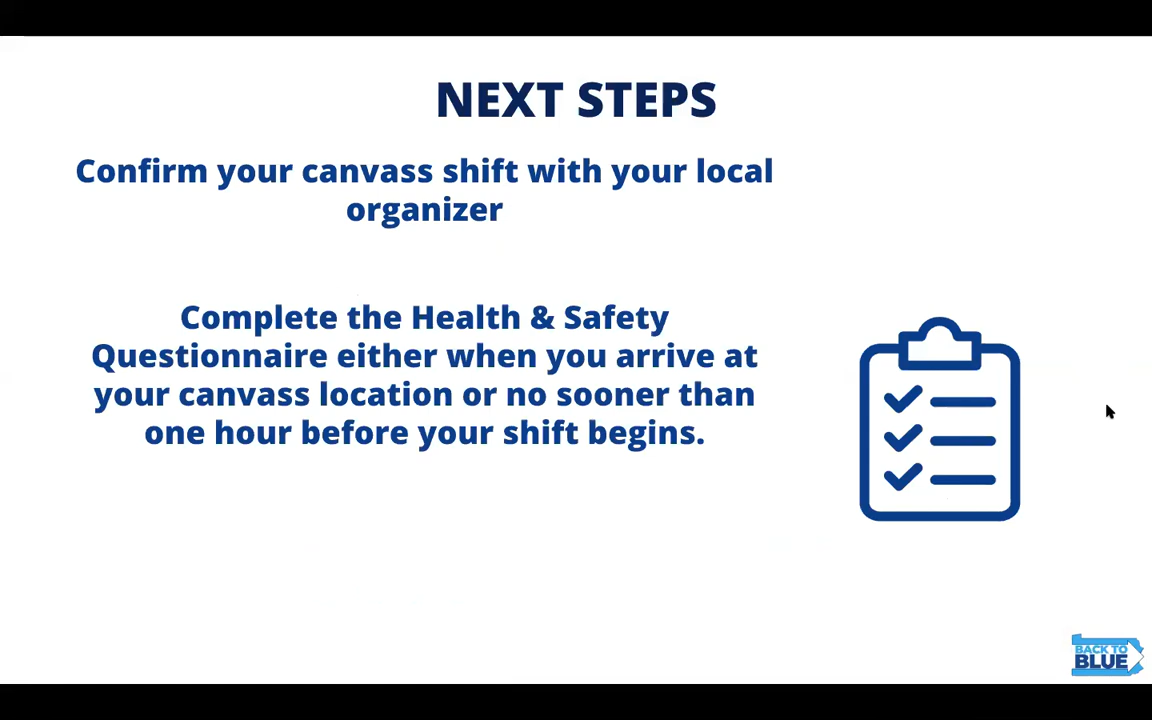 NEXT STEPS
Confirm your canvass shift with your local
organizer
Complete the Health & Safety
Questionnaire either when you arrive at
your canvass location or no sooner than
one hour before your shift begins.
BACK TO
BLUE